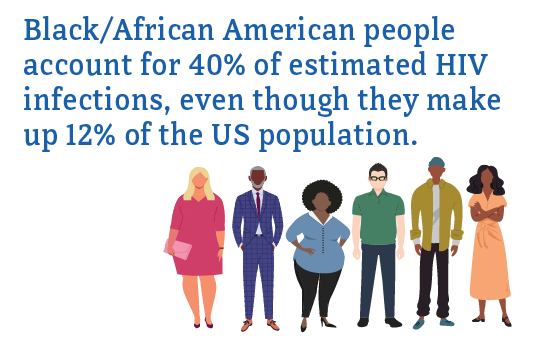 Black/African American people
account for 40% of estimated HIV
infections, even though they make
up 12% of the US population.